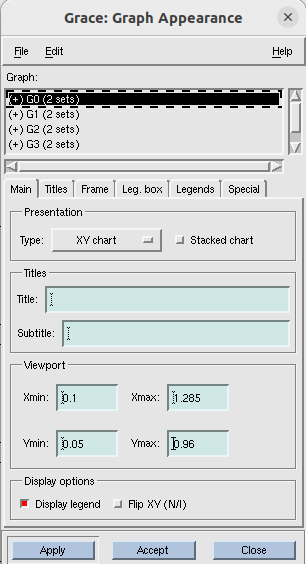 Grace: Graph Appearance
File Edit Help
Graph:
(+) G0 (2 sets)
(+) G1 (2 sets)
(+) G2 (2 sets)
(+) G3 (2 sets)
Main Titles Frame Leg. box Legends Special
Presentation
Type: XY chart Stacked chart
Titles
Title:
Subtitle:
Viewport
Xmin: 0.1 Xmax: 1.285
Ymin: 0.05 Ymax: 0.96
Display options
Display legend Flip XY (N/I)
Apply Accept Close